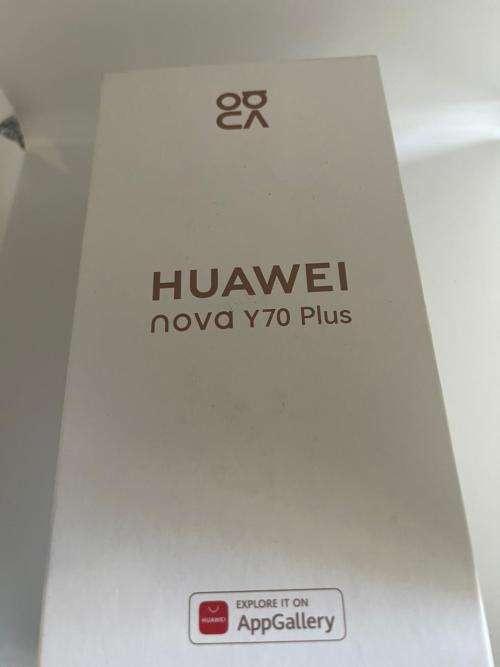 HUAWEI
nova Y70 Plus
EXPLORE IT ON
HUAWEI
AppGallery